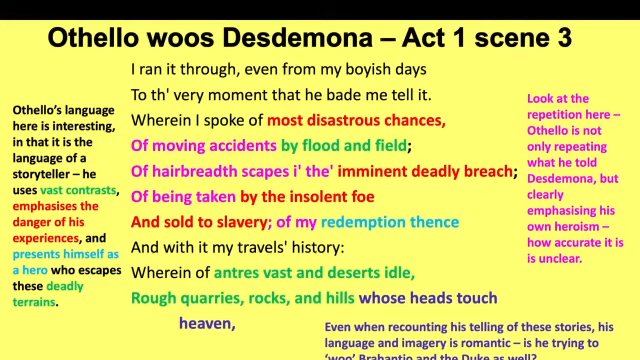 Othello woos Desdemona – Act 1 scene 3
Othello's language
here is interesting,
in that it is the
language of a
storyteller – he
uses vast contrasts,
emphasises the
danger of his
experiences, and
presents himself as
a hero who escapes
these deadly
terrains.
I ran it through, even from my boyish days
To th' very moment that he bade me tell it.
Wherein I spoke of most disastrous chances,
Of moving accidents by flood and field;
Of hairbreadth scapes i' the' imminent deadly breach;
Of being taken by the insolent foe
And sold to slavery; of my redemption thence
And with it my travels' history:
Wherein of antres vast and deserts idle,
Rough quarries, rocks, and hills whose heads touch
heaven,
Look at the
repetition here –
Othello is not
only repeating
what he told
Desdemona, but
clearly
emphasising his
own heroism –
how accurate it is
is unclear.
Even when recounting his telling of these stories, his
language and imagery is romantic – is he trying to
'woo' Brabantio and the Duke as well?